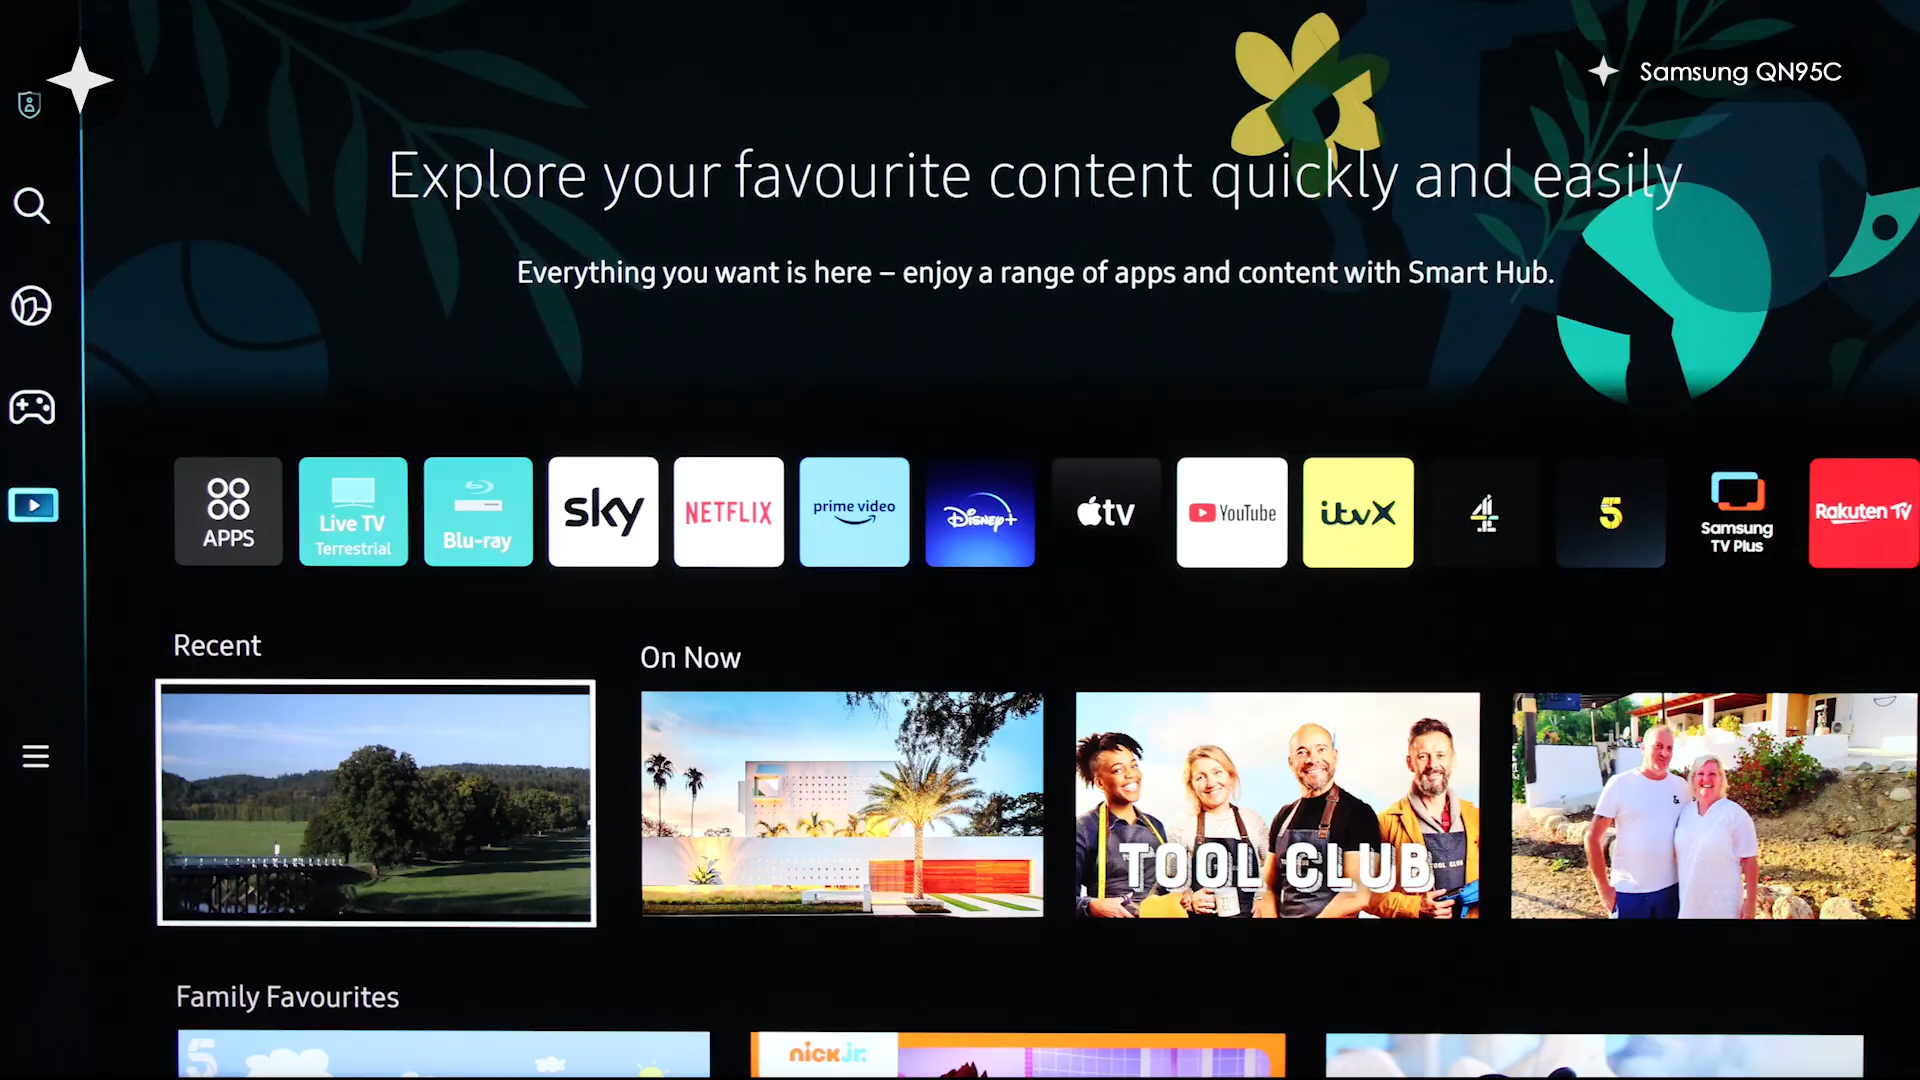 Samsung QN95C
Explore your favourite content quickly and easily
Everything you want is here – enjoy a range of apps and content with Smart Hub.
APPS
Live TV
Terrestrial
Blu-ray
sky
NETFLIX
prime video
Disney+
tv
YouTube
itvX
4
5
Samsung
TV Plus
Rakuten TV
Recent
On Now
TOOL CLUB
Family Favourites
5
nick jr.